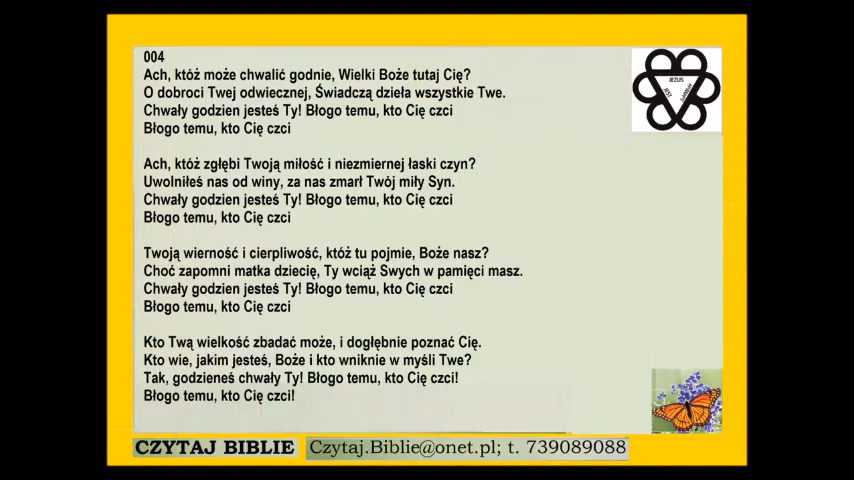 004
Ach, któż może chwalić godnie, Wielki Boże tutaj Cię?
O dobroci Twej odwiecznej, Świadczą dzieła wszystkie Twe.
Chwały godzien jesteś Ty! Błogo temu, kto Cię czci
Błogo temu, kto Cię czci
Ach, któż zgłębi Twoją miłość i niezmiernej łaski czyn?
Uwolniłeś nas od winy, za nas zmarł Twój miły Syn.
Chwały godzien jesteś Ty! Błogo temu, kto Cię czci
Błogo temu, kto Cię czci
Twoją wierność i cierpliwość, któż tu pojmie, Boże nasz?
Choć zapomni matka dziecię, Ty wciąż Swych w pamięci masz.
Chwały godzien jesteś Ty! Błogo temu, kto Cię czci
Błogo temu, kto Cię czci
Kto Twą wielkość zbadać może, i dogłębnie poznać Cię.
Kto wie, jakim jesteś, Boże i kto wniknie w myśli Twe?
Tak, godzieneś chwały Ty! Błogo temu, kto Cię czci!
Błogo temu, kto Cię czci!
JEZUS
JEST
CZYTAJ BIBLIE
Czytaj.Biblie@onet.pl; t. 739089088